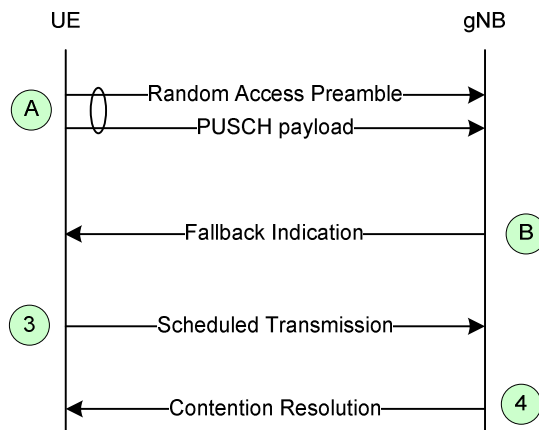 UE
gNB
A
Random Access Preamble
PUSCH payload
Fallback Indication
B
3
Scheduled Transmission
4
Contention Resolution